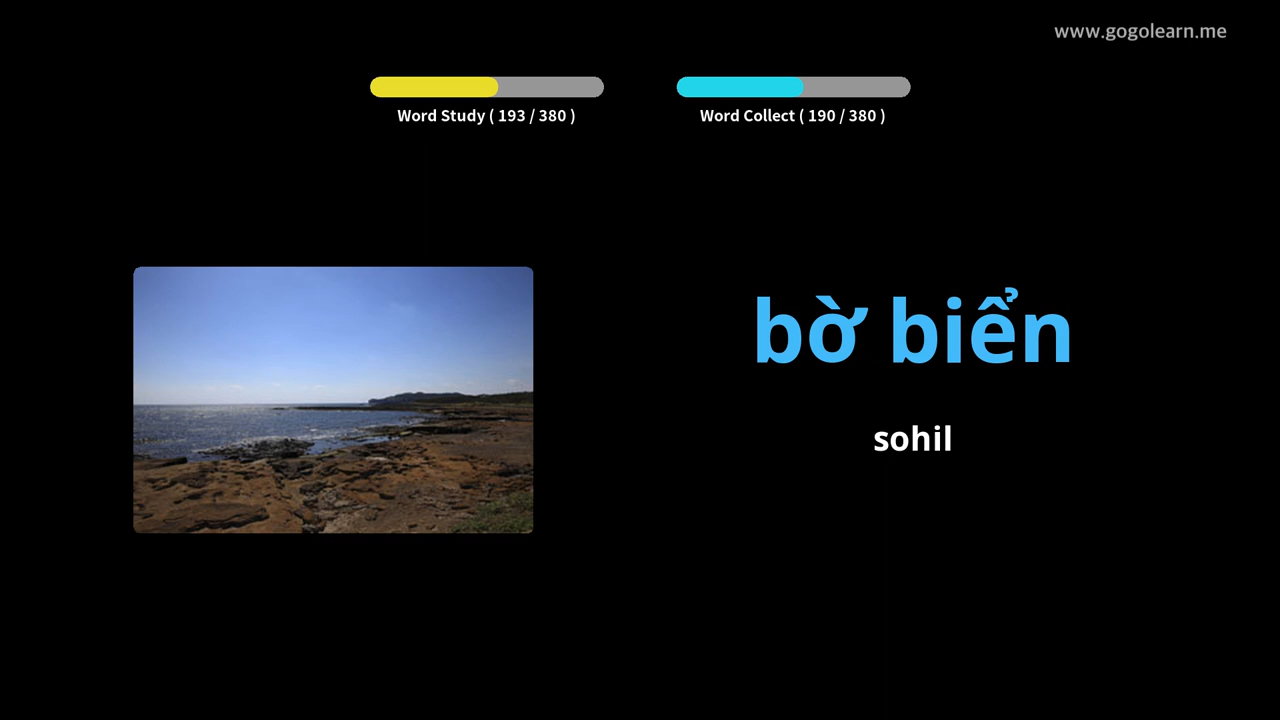 www.gogolearn.me
Word Study ( 193 / 380 )
Word Collect ( 190 / 380 )
bờ biển
sohil